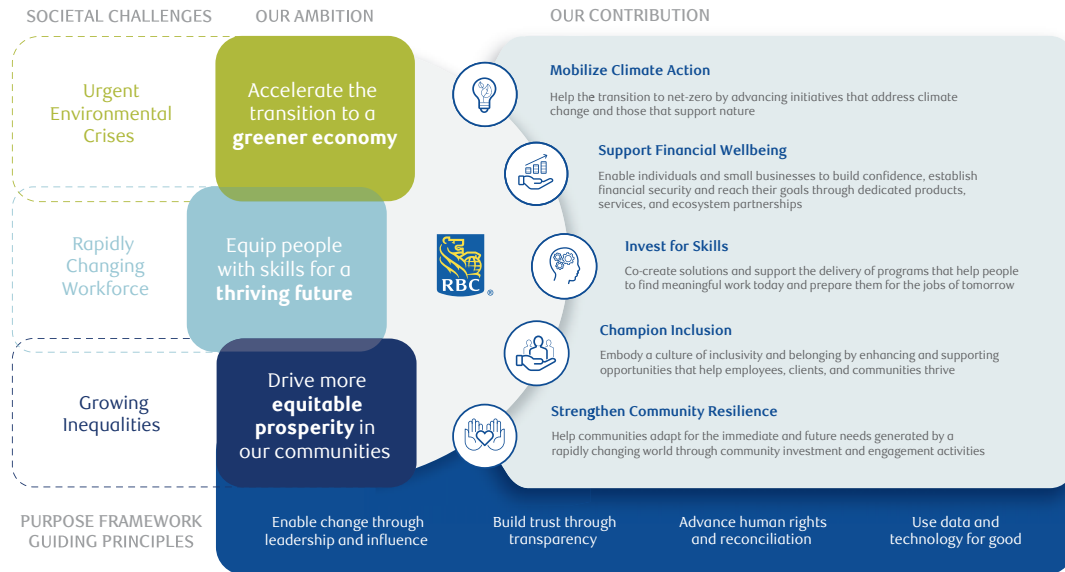 SOCIETAL CHALLENGES
OUR AMBITION
OUR CONTRIBUTION
Urgent
Environmental
Crises
Accelerate the
transition to a
greener economy
Rapidly
Changing
Workforce
Equip people
with skills for a
thriving future
Growing
Inequalities
Drive more
equitable
prosperity in
our communities
RBC
®
Mobilize Climate Action
Help the transition to net-zero by advancing initiatives that address climate
change and those that support nature
Support Financial Wellbeing
Enable individuals and small businesses to build confidence, establish
financial security and reach their goals through dedicated products,
services, and ecosystem partnerships
Invest for Skills
Co-create solutions and support the delivery of programs that help people
to find meaningful work today and prepare them for the jobs of tomorrow
Champion Inclusion
Embody a culture of inclusivity and belonging by enhancing and supporting
opportunities that help employees, clients, and communities thrive
Strengthen Community Resilience
Help communities adapt for the immediate and future needs generated by a
rapidly changing world through community investment and engagement activities
PURPOSE FRAMEWORK
GUIDING PRINCIPLES
Enable change through
leadership and influence
Build trust through
transparency
Advance human rights
and reconciliation
Use data and
technology for good